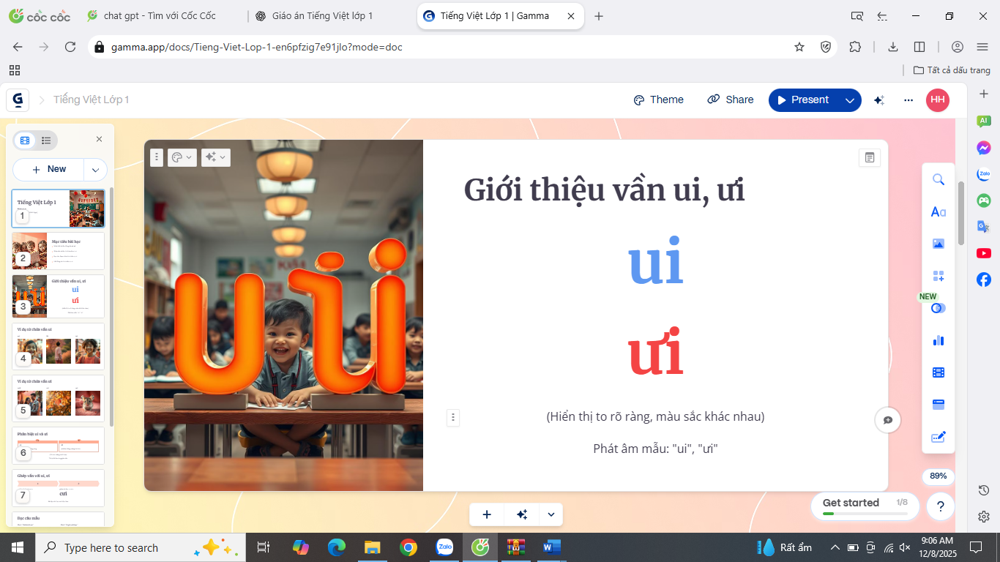 cốc cốc
chat gpt - Tìm với Cốc Cốc
Giáo án Tiếng Việt lớp 1
Tiếng Việt Lớp 1 | Gamma
gamma.app/docs/Tieng-Viet-Lop-1-en6pfzig7e91jlo?mode=doc
Tất cả dấu trang
Tiếng Việt Lớp 1
Theme
Share
Present
HH
New
Tiếng Việt Lớp 1
1
Mục tiêu bài học
2
Giới thiệu vần ui, ưi
ui
ưi
3
Ví dụ từ chứa vần ui
4
Ví dụ từ chứa vần ưi
5
Phân biệt ui và ưi
6
Ghép vần với ui, ưi
cưi
7
Đọc câu mẫu
Giới thiệu vần ui, ưi
ui
ưi
(Hiển thị to rõ ràng, màu sắc khác nhau)
Phát âm mẫu: "ui", "ưi"
Aa
NEW
89%
Get started
1/8
?
AI
Zalo
Type here to search
Zalo
Rất ẩm
9:06 AM
12/8/2025